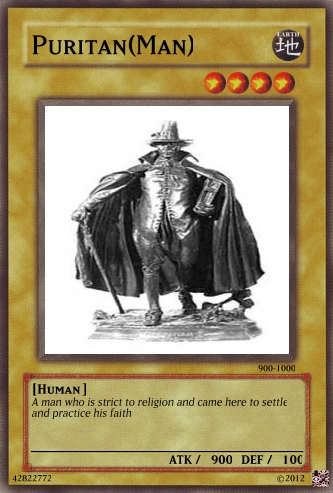 PURITAN(MAN)
EARTH
地
900-1000
[HUMAN]
A man who is strict to religion and came here to settle
and practice his faith
ATK / 900 DEF / 100
42822772
©2012